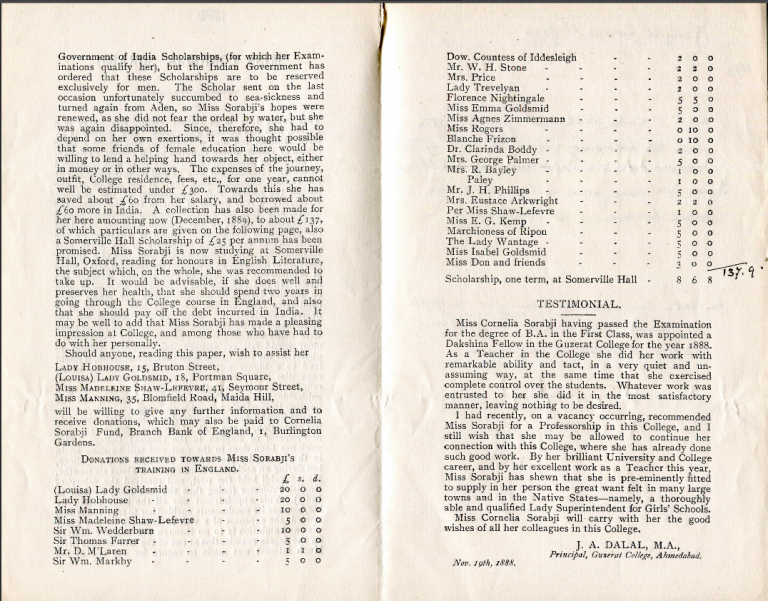 Government of India Scholarships, (for which her Exam-
inations qualify her), but the Indian Government has
ordered that these Scholarships are to be reserved
exclusively for men. The Scholar sent on the last
occasion unfortunately succumbed to sea-sickness and
turned again from Aden, so Miss Sorabji's hopes were
renewed, as she did not fear the ordeal by water, but she
was again disappointed. Since, therefore, she had to
depend on her own exertions, it was thought possible
that some friends of female education here would be
willing to lend a helping hand towards her object, either
in money or in other ways. The expenses of the journey,
outfit, College residence, fees, etc., for one year, cannot
well be estimated under £300. Towards this she has
saved about £60 from her salary, and borrowed about
£60 more in India. A collection has also been made for
her here amounting now (December, 1889), to about £137,
of which particulars are given on the following page, also
a Somerville Hall Scholarship of £25 per annum has been
promised. Miss Sorabji is now studying at Somerville
Hall, Oxford, reading for honours in English Literature,
the subject which, on the whole, she was recommended to
take up. It would be advisable, if she does well and
preserves her health, that she should spend two years in
going through the College course in England, and also
that she should pay off the debt incurred in India. It
may be well to add that Miss Sorabji has made a pleasing
impression at College, and among those who have had to
do with her personally.
Should anyone, reading this paper, wish to assist her
LADY HOBHOUSE, 15, Bruton Street,
(LOUISA) LADY GOLDSMID, 18, Portman Square,
MISS MADELEINE SHAW-LEFEVRE, 41, Seymour Street,
MISS MANNING, 35, Blomfield Road, Maida Hill,
will be willing to give any further information and to
receive donations, which may also be paid to Cornelia
Sorabji Fund, Branch Bank of England, 1, Burlington
Gardens.
DONATIONS RECEIVED TOWARDS MISS SORABJI'S
TRAINING IN ENGLAND.
£ s. d.
(Louisa) Lady Goldsmid - - - 20 0 0
Lady Hobhouse - - - - 20 0 0
Miss Manning - - - - 10 0 0
Miss Madeleine Shaw-Lefevre - - 5 0 0
Sir Wm. Wedderburn - - - 10 0 0
Sir Thomas Farrer - - - 5 0 0
Mr. D. M'Laren - - - 1 1 0
Sir Wm. Markby - - - 5 0 0
Dow. Countess of Iddesleigh - - 2 0 0
Mr. W. H. Stone - - - 2 2 0
Mrs. Price - - - 2 0 0
Lady Trevelyan - - - 2 0 0
Florence Nightingale - - - 5 5 0
Miss Emma Goldsmid - - - 5 0 0
Miss Agnes Zimmermann - - 2 0 0
Miss Rogers - - - 0 10 0
Blanche Frizon - - - 0 10 0
Dr. Clarinda Boddy - - - 2 0 0
Mrs. George Palmer - - - 5 0 0
Mrs. R. Bayley - - - 1 0 0
Paley - - - 1 0 0
Mr. J. H. Phillips - - - 5 0 0
Mrs. Eustace Arkwright - - 2 2 0
Per Miss Shaw-Lefevre - - 1 0 0
Miss E. G. Kemp - - - 5 0 0
Marchioness of Ripon - - - 5 0 0
The Lady Wantage - - - 5 0 0
Miss Isabel Goldsmid - - - 5 0 0
Miss Don and friends - - - 3 0 0
137.9.
Scholarship, one term, at Somerville Hall - 8 6 8
TESTIMONIAL.
Miss Cornelia Sorabji having passed the Examination
for the degree of B.A. in the First Class, was appointed a
Dakshina Fellow in the Guzerat College for the year 1888.
As a Teacher in the College she did her work with
remarkable ability and tact, in a very quiet and un-
assuming way, at the same time that she exercised
complete control over the students. Whatever work was
entrusted to her she did it in the most satisfactory
manner, leaving nothing to be desired.
I had recently, on a vacancy occurring, recommended
Miss Sorabji for a Professorship in this College, and I
still wish that she may be allowed to continue her
connection with this College, where she has already done
such good work. By her brilliant University and College
career, and by her excellent work as a Teacher this year,
Miss Sorabji has shewn that she is pre-eminently fitted
to supply in her person the great want felt in many large
towns and in the Native States—namely, a thoroughly
able and qualified Lady Superintendent for Girls' Schools.
Miss Cornelia Sorabji will carry with her the good
wishes of all her colleagues in this College.
J. A. DALAL, M.A.,
Principal, Guzerat College, Ahmedabad.
Nov. 19th, 1888.